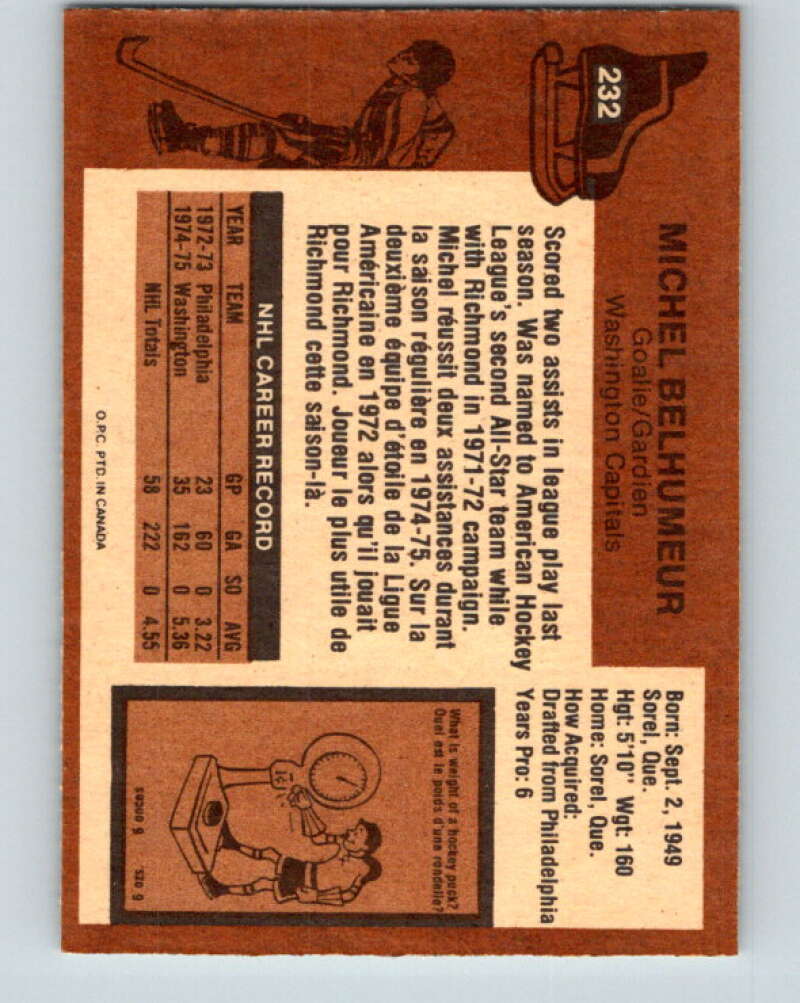 232
MICHEL BELHUMEUR
Goalie/Gardien
Washington Capitals
Born: Sept. 2, 1949
Sorel, Que.
Hgt: 5'10" Wgt: 160
Home: Sorel, Que.
How Acquired:
Drafted from Philadelphia
Years Pro: 6
Scored two assists in league play last
season. Was named to American Hockey
League's second All-Star team while
with Richmond in 1971-72 campaign.
Michel réussit deux assistances durant
la saison régulière en 1974-75. Sur la
deuxième équipe d'étoile de la Ligue
Américaine en 1972 alors qu'il jouait
pour Richmond. Joueur le plus utile de
Richmond cette saison-là.
NHL CAREER RECORD
YEAR TEAM GP GA SO AVG
1972-73 Philadelphia 23 60 0 3.22
1974-75 Washington 35 162 0 5.36
NHL Totals 58 222 0 4.55
What is weight of a hockey puck?
Quel est le poids d'une rondelle?
6 ozs.
6 onces
O.P.C. PTD. IN CANADA